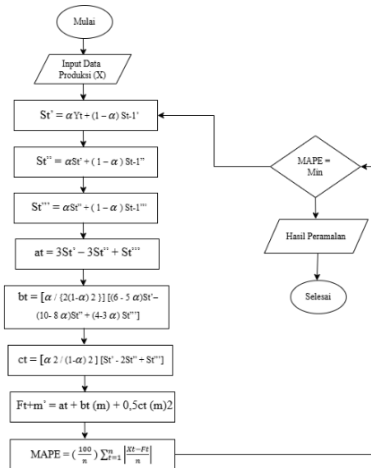 Mulai
Input Data
Produksi (X)
St' = αYt + (1 – α) St-1'
St'' = αSt' + ( 1 – α ) St-1''
St''' = αSt'' + ( 1 – α ) St-1'''
at = 3St' – 3St'' + St'''
bt = [α / {2(1-α) 2 }] [(6 - 5 α)St'–
(10- 8 α)St'' + (4-3 α) St''']
ct = [α 2 / (1-α) 2 ] [St' - 2St'' + St''']
Ft+m' = at + bt (m) + 0,5ct (m)2
MAPE = (100/n) ∑ⁿₜ₌₁ |Xt−Ft/n|
MAPE =
Min
Hasil Peramalan
Selesai